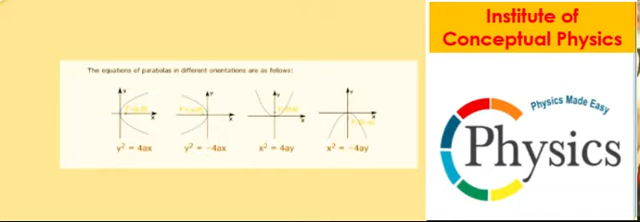 The equations of parabolas in different orientations are as follows:
Y Y Y Y
X X X X
y² = 4ax y² = -4ax x² = 4ay x² = -4ay
Institute of
Conceptual Physics
Physics Made Easy
Physics